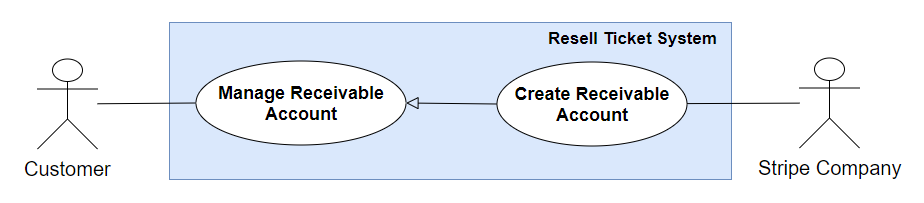 Resell Ticket System
Manage Receivable
Account
Create Receivable
Account
Customer
Stripe Company